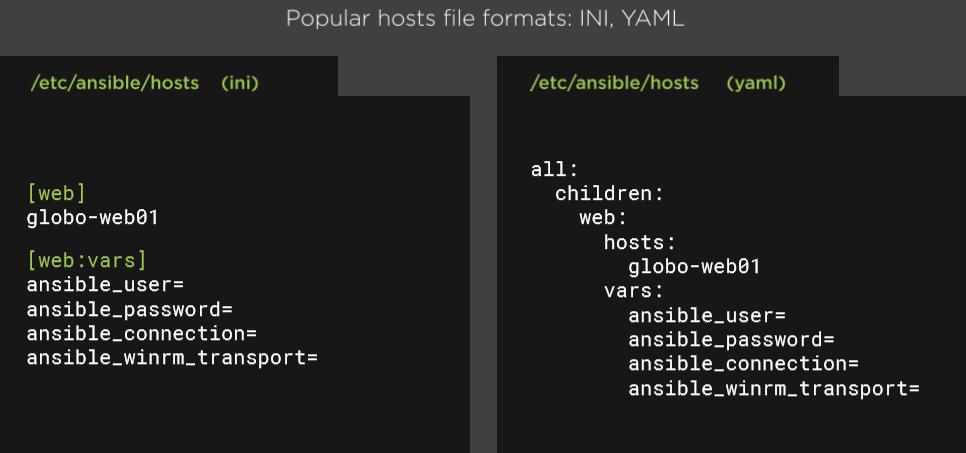 Popular hosts file formats: INI, YAML
/etc/ansible/hosts (ini)
[web]
globo-web01
[web:vars]
ansible_user=
ansible_password=
ansible_connection=
ansible_winrm_transport=
/etc/ansible/hosts (yaml)
all:
  children:
    web:
      hosts:
        globo-web01
      vars:
        ansible_user=
        ansible_password=
        ansible_connection=
        ansible_winrm_transport=